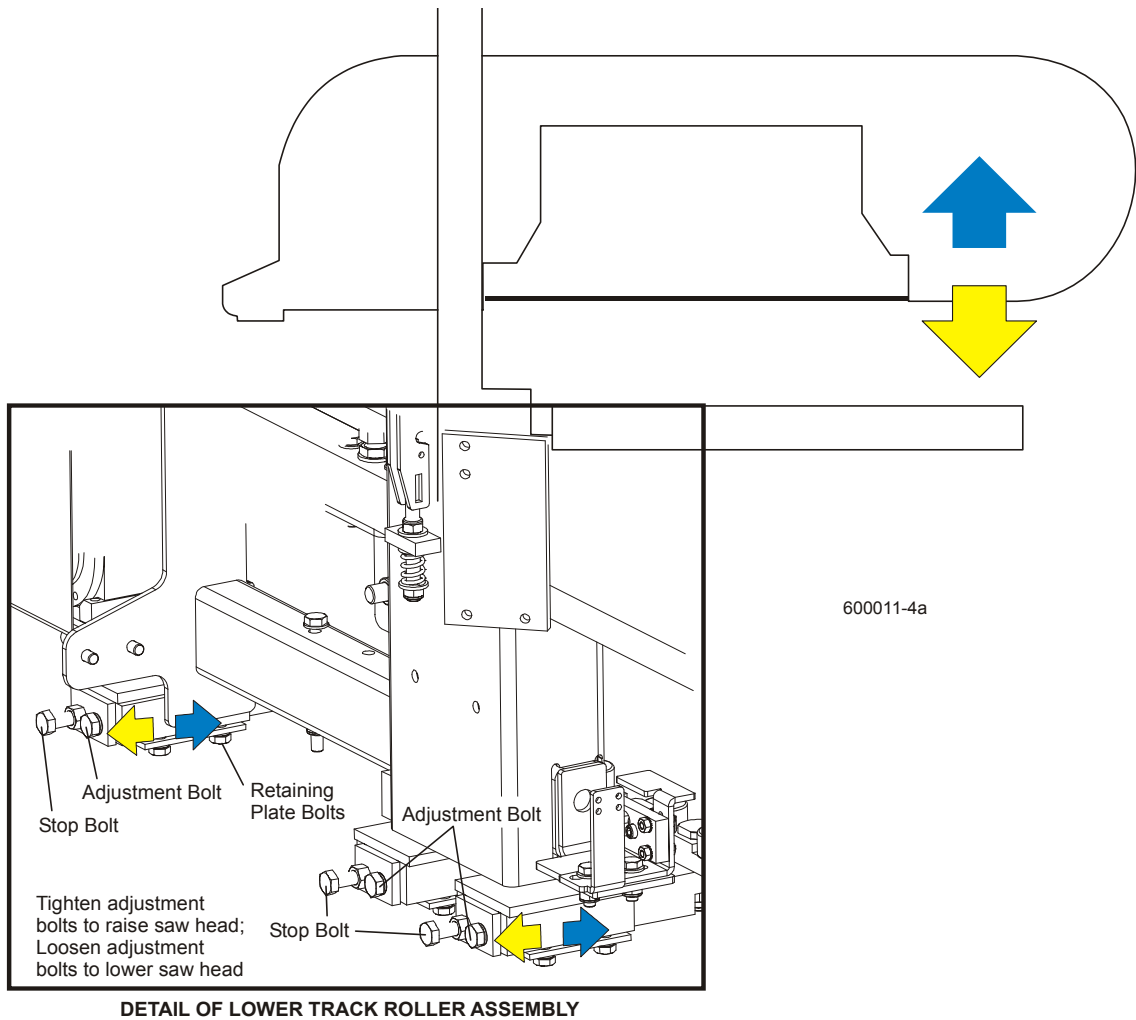 600011-4a
Adjustment Bolt
Stop Bolt
Retaining
Plate Bolts
Adjustment Bolt
Stop Bolt
Tighten adjustment
bolts to raise saw head;
Loosen adjustment
bolts to lower saw head
DETAIL OF LOWER TRACK ROLLER ASSEMBLY